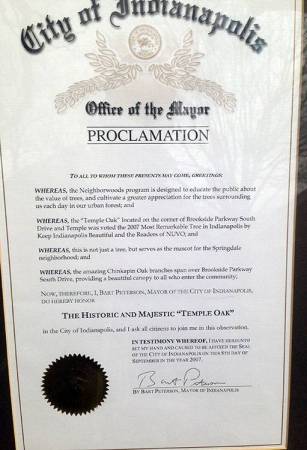 City of Indianapolis
Office of the Mayor
PROCLAMATION
TO ALL TO WHOM THESE PRESENTS MAY COME, GREETINGS:
WHEREAS, the Neighborwoods program is designed to educate the public about
the value of trees, and cultivate a greater appreciation for the trees surrounding
us each day in our urban forest; and
WHEREAS, the "Temple Oak" located on the corner of Brookside Parkway South
Drive and Temple was voted the 2007 Most Remarkable Tree in Indianapolis by
Keep Indianapolis Beautiful and the Readers of NUVO; and
WHEREAS, this is not just a tree, but serves as the mascot for the Springdale
neighborhood; and
WHEREAS, the amazing Chinkapin Oak branches span over Brookside Parkway
South Drive, providing a beautiful canopy to all who enter the community;
NOW, THEREFORE, I, BART PETERSON, MAYOR OF THE CITY OF INDIANAPOLIS,
DO HEREBY HONOR
THE HISTORIC AND MAJESTIC "TEMPLE OAK"
in the City of Indianapolis, and I ask all citizens to join me in this observation.
IN TESTIMONY WHEREOF, I HAVE HEREUNTO
SET MY HAND AND CAUSED TO BE AFFIXED THE SEAL
OF THE CITY OF INDIANAPOLIS ON THIS 8TH DAY OF
SEPTEMBER IN THE YEAR 2007.
Bart Peterson
BY BART PETERSON, MAYOR OF INDIANAPOLIS